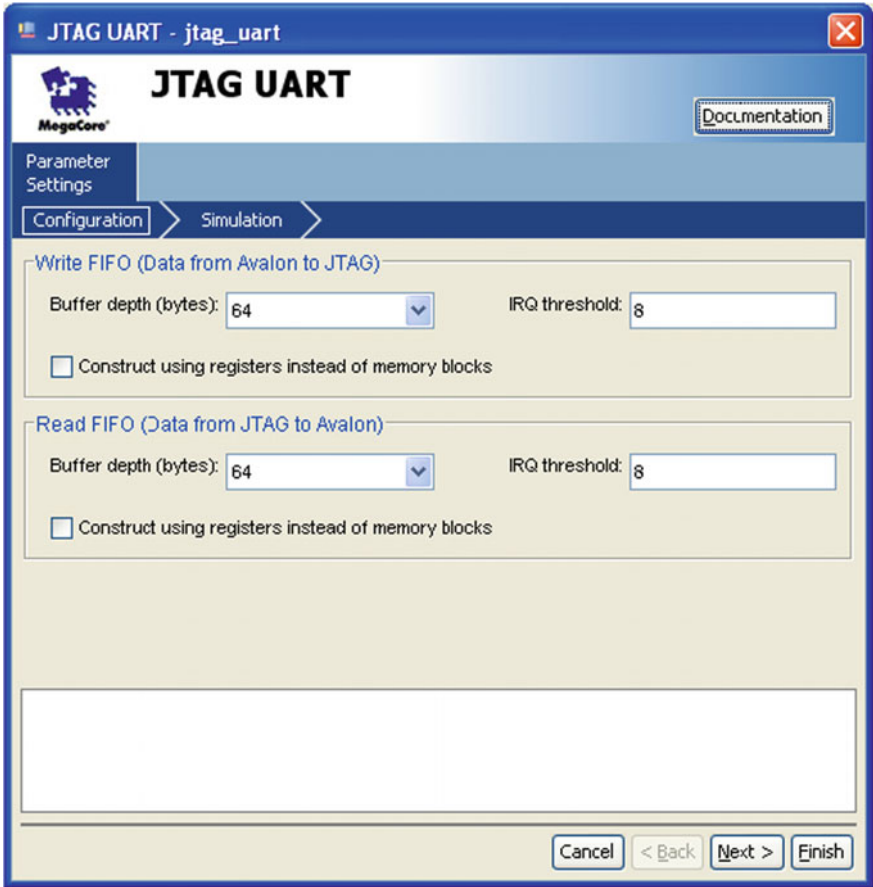 JTAG UART - jtag_uart
JTAG UART
MegaCore®
Documentation
Parameter
Settings
Configuration
Simulation
Write FIFO (Data from Avalon to JTAG)
Buffer depth (bytes): 64 IRQ threshold: 8
Construct using registers instead of memory blocks
Read FIFO (Data from JTAG to Avalon)
Buffer depth (bytes): 64 IRQ threshold: 8
Construct using registers instead of memory blocks
Cancel < Back Next > Finish